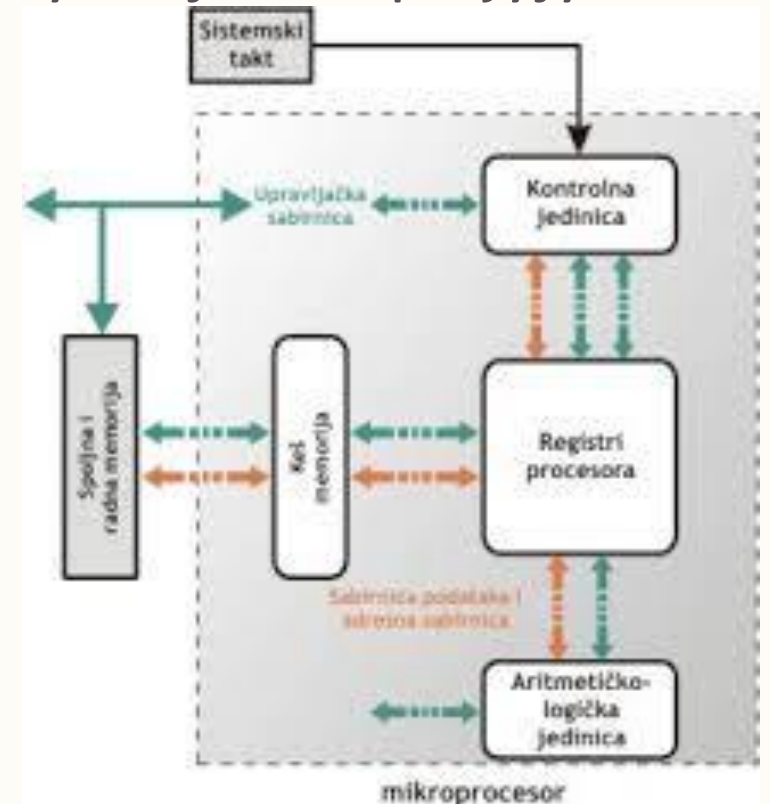 Sistemski
takt
Upravljačka
sabirnica
Kontrolna
jedinica
Spoljna i
radna memorija
Keš
memorija
Registri
procesora
Sabirnica podataka i
adresna sabirnica
Aritmetičko-
logička
jedinica
mikroprocesor